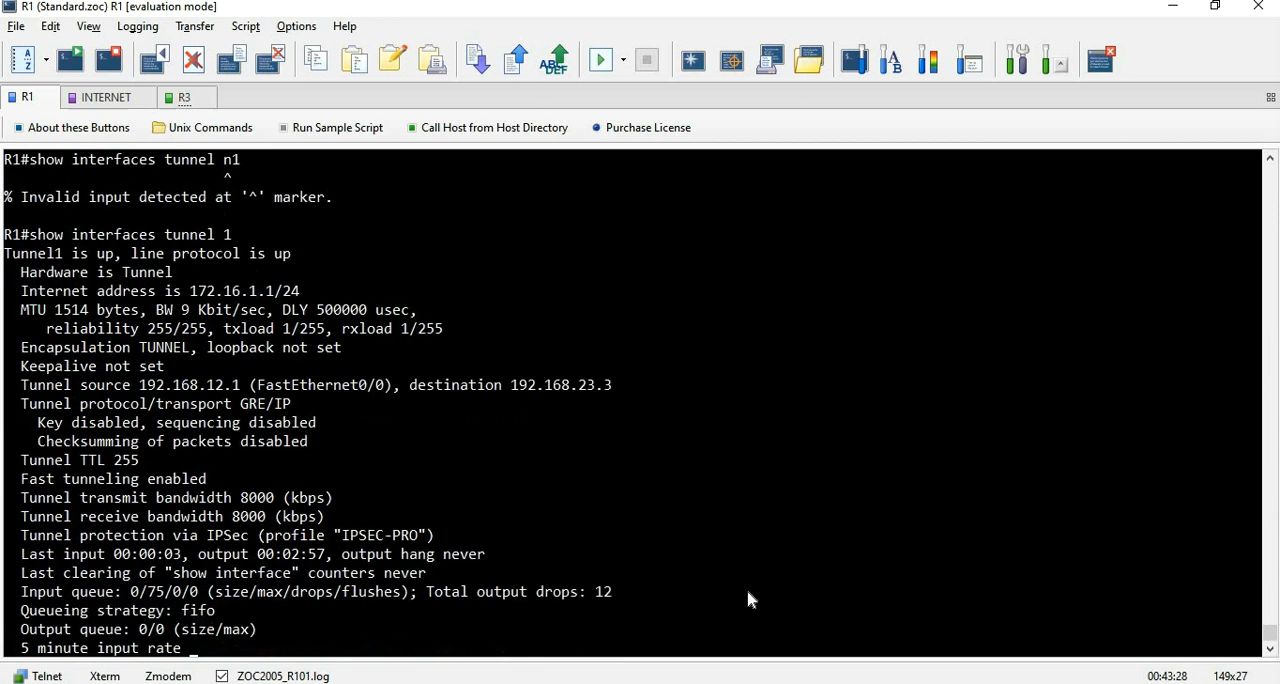 R1 (Standard.zoc) R1 [evaluation mode]
File Edit View Logging Transfer Script Options Help
R1 INTERNET R3
About these Buttons Unix Commands Run Sample Script Call Host from Host Directory Purchase License
R1#show interfaces tunnel n1
^
% Invalid input detected at '^' marker.
R1#show interfaces tunnel 1
Tunnel1 is up, line protocol is up
Hardware is Tunnel
Internet address is 172.16.1.1/24
MTU 1514 bytes, BW 9 Kbit/sec, DLY 500000 usec,
reliability 255/255, txload 1/255, rxload 1/255
Encapsulation TUNNEL, loopback not set
Keepalive not set
Tunnel source 192.168.12.1 (FastEthernet0/0), destination 192.168.23.3
Tunnel protocol/transport GRE/IP
Key disabled, sequencing disabled
Checksumming of packets disabled
Tunnel TTL 255
Fast tunneling enabled
Tunnel transmit bandwidth 8000 (kbps)
Tunnel receive bandwidth 8000 (kbps)
Tunnel protection via IPSec (profile "IPSEC-PRO")
Last input 00:00:03, output 00:02:57, output hang never
Last clearing of "show interface" counters never
Input queue: 0/75/0/0 (size/max/drops/flushes); Total output drops: 12
Queueing strategy: fifo
Output queue: 0/0 (size/max)
5 minute input rate _
Telnet Xterm Zmodem ZOC2005_R101.log 00:43:28 149x27